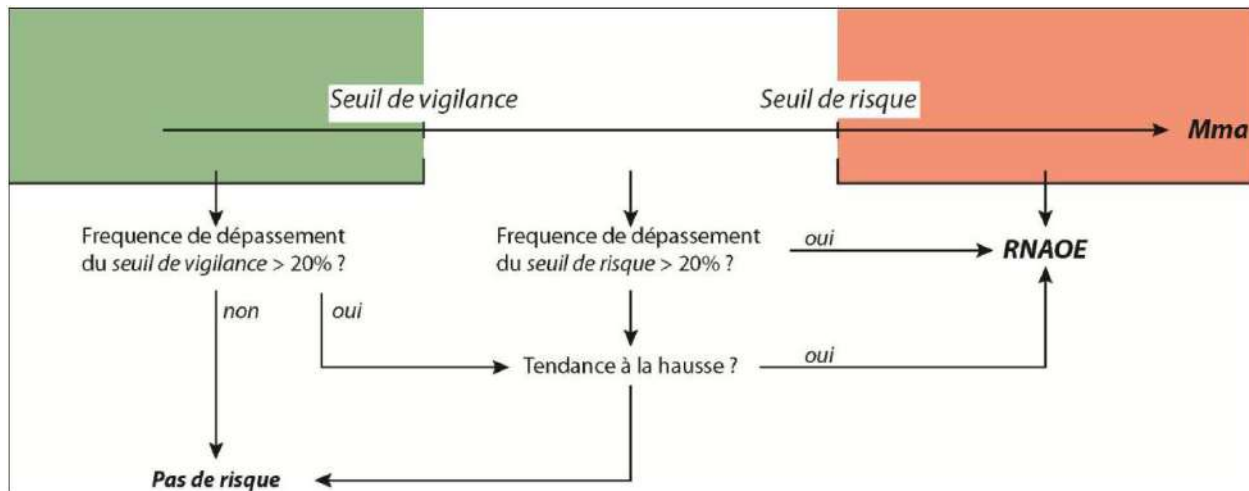 Seuil de vigilance
Seuil de risque
Mma
Frequence de dépassement
du seuil de vigilance > 20% ?
Frequence de dépassement
du seuil de risque > 20% ?
oui
RNAOE
non
oui
Tendance à la hausse ?
oui
Pas de risque